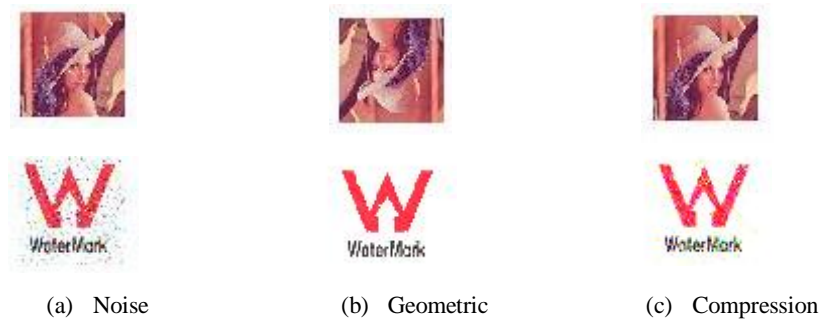 W W W
WaterMark WaterMark WaterMark
(a) Noise (b) Geometric (c) Compression